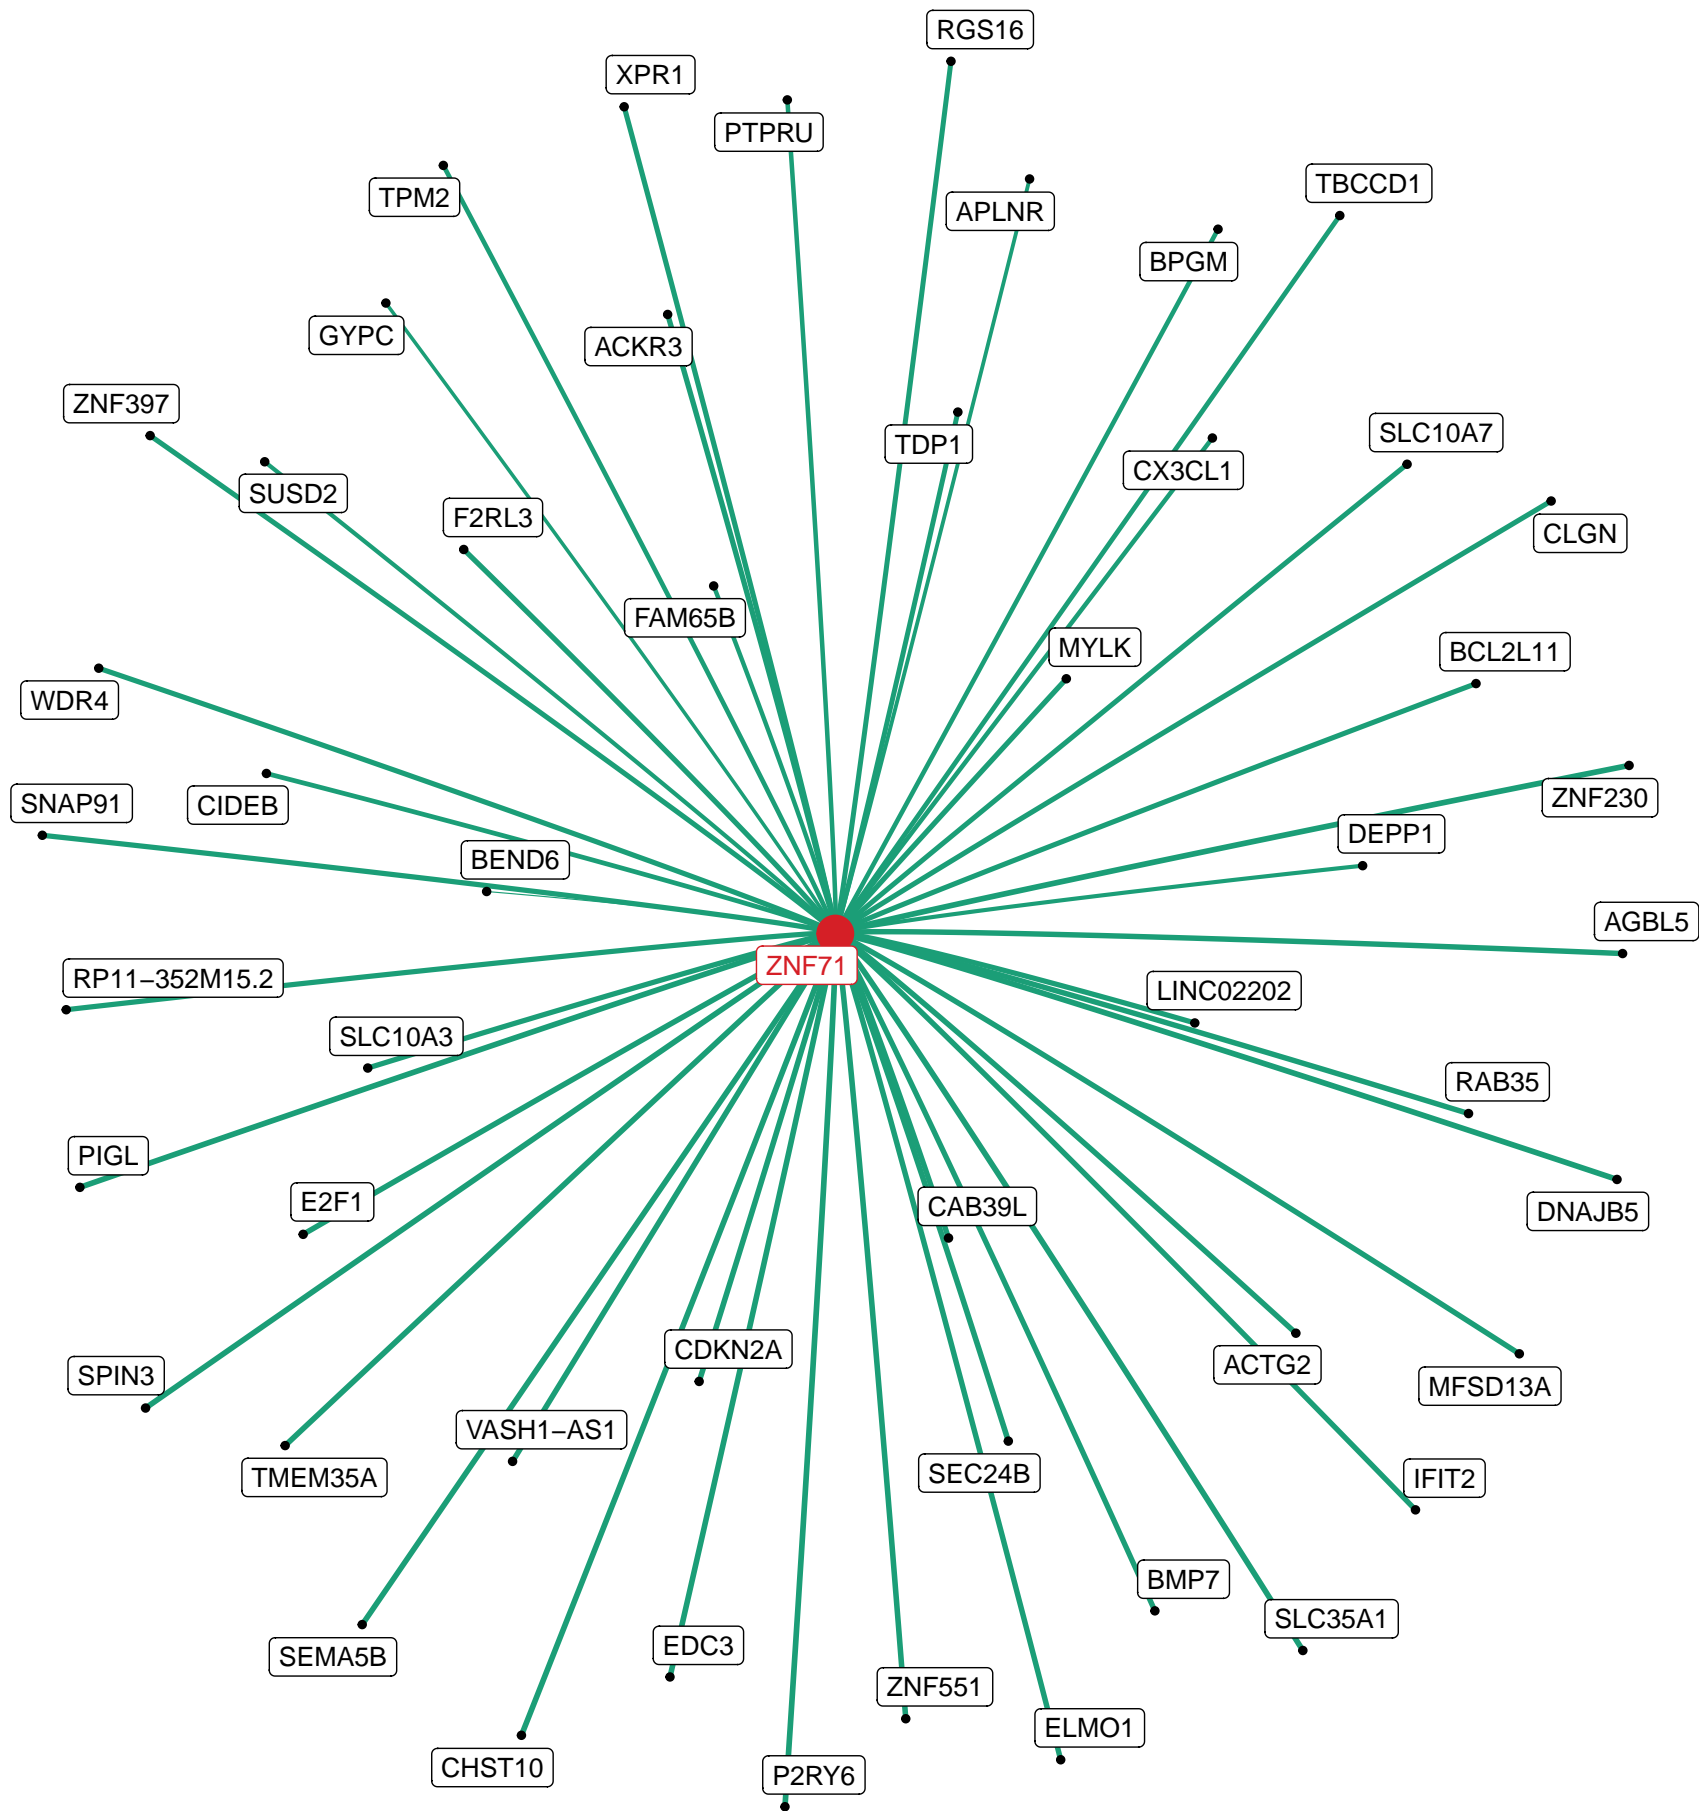 RGS16
XPR1
PTPRU
TBCCD1
TPM2
APLNR
BPGM
GYPC
ACKR3
ZNF397
SLC10A7
TDP1
CX3CL1
SUSD2
F2RL3
CLGN
FAM65B
MYLK
BCL2L11
WDR4
ZNF230
SNAP91
CIDEB
DEPP1
BEND6
AGBL5
ZNF71
RP11−352M15.2
LINC02202
SLC10A3
RAB35
PIGL
E2F1
CAB39L
DNAJB5
CDKN2A
ACTG2
SPIN3
MFSD13A
VASH1−AS1
SEC24B
TMEM35A
IFIT2
BMP7
SLC35A1
EDC3
SEMA5B
ZNF551
ELMO1
CHST10
P2RY6